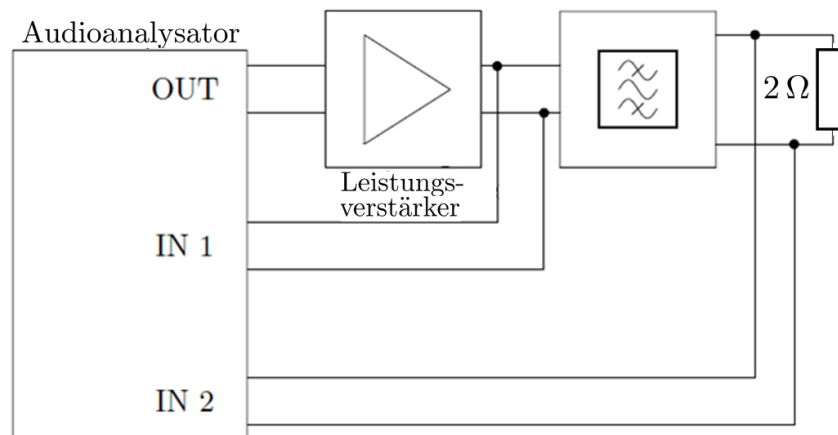 Audioanalysator
OUT
2 Ω
Leistungs-
verstärker
IN 1
IN 2